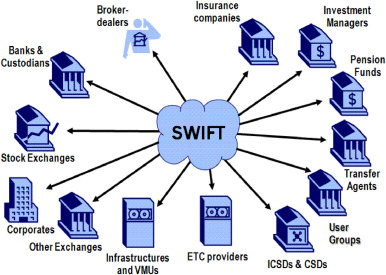 Broker-
dealers
Insurance
companies
Investment
Managers
Banks &
Custodians
Pension
Funds
SWIFT
Stock Exchanges
Transfer
Agents
Corporates
Other Exchanges
Infrastructures
and VMUs
ETC providers
ICSDs & CSDs
User
Groups
$
$